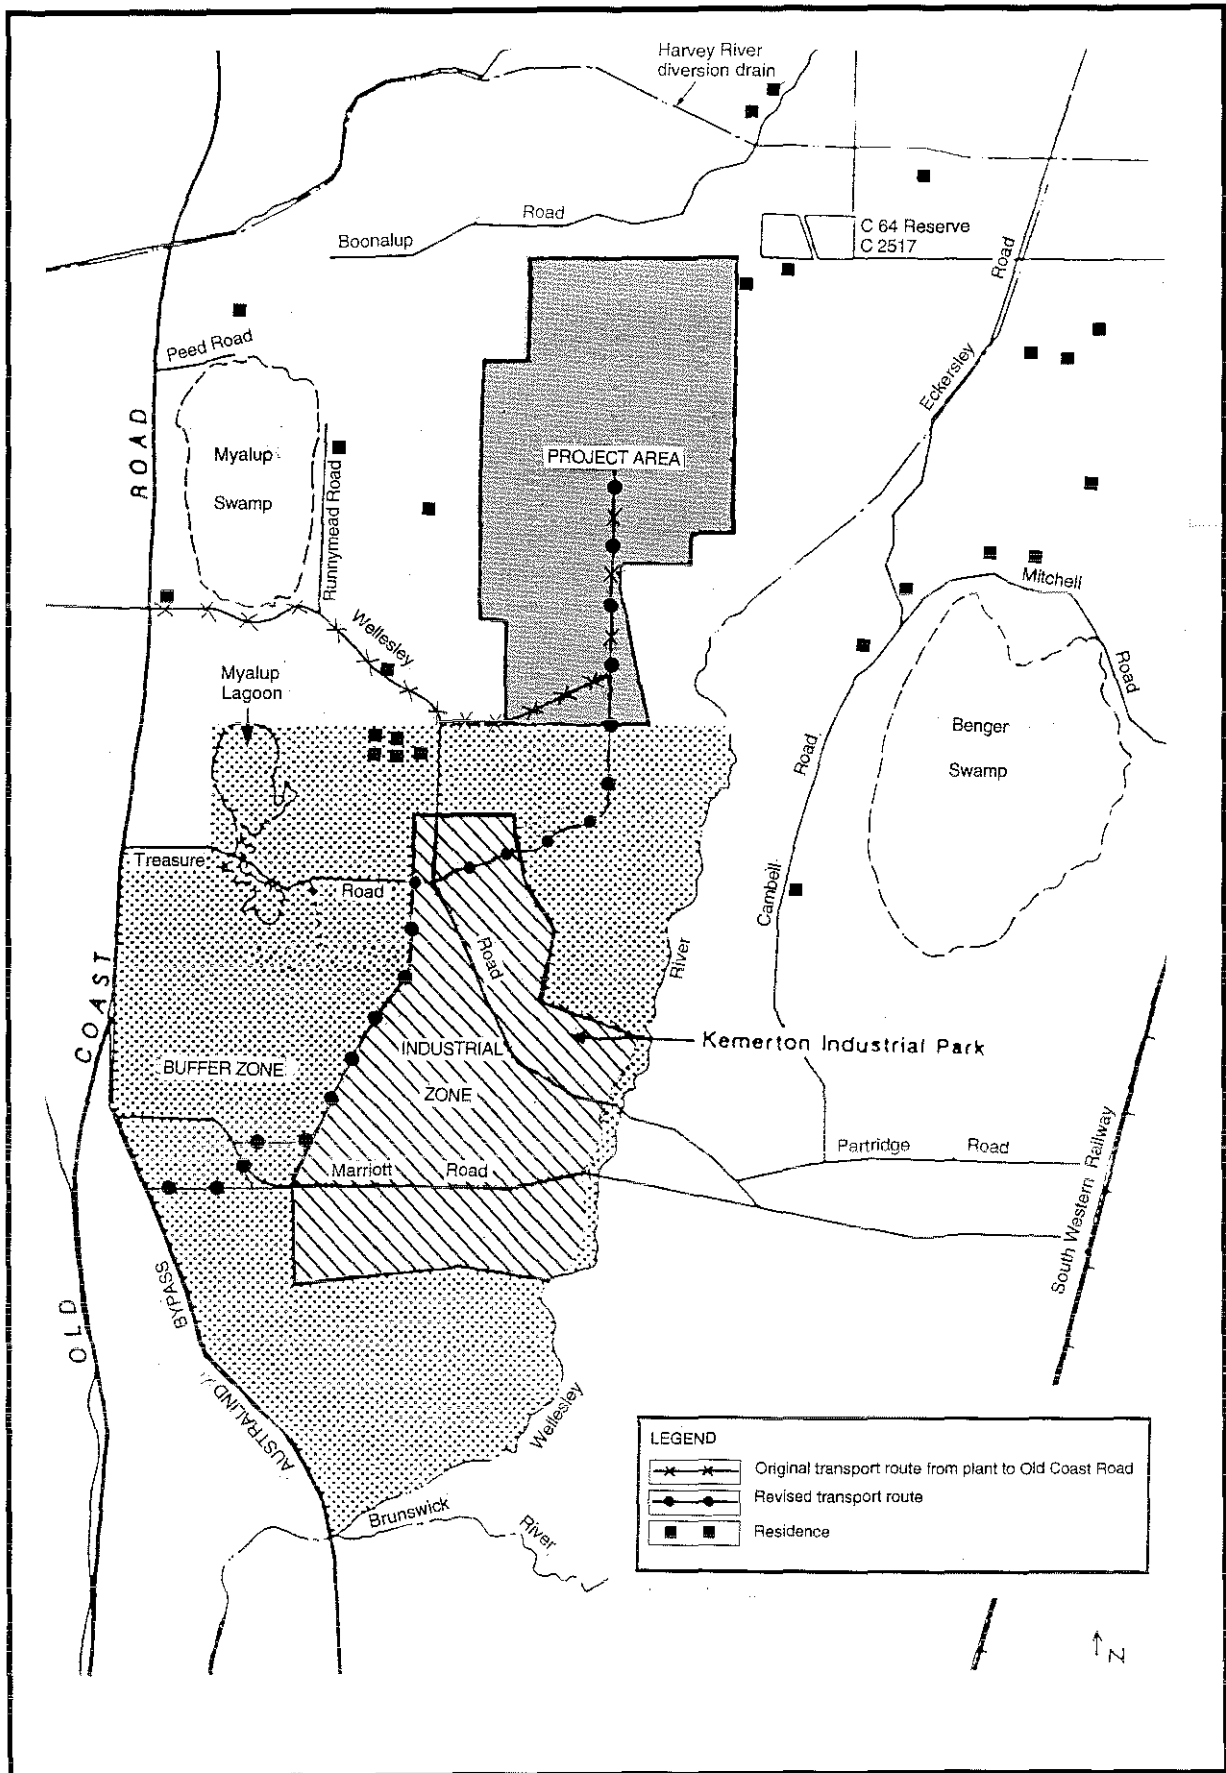 Harvey River
diversion drain
Road
Boonalup
C 64 Reserve
C 2517
Road
Peed Road
Eckersley
ROAD
Myalup
Swamp
PROJECT AREA
Runnymead Road
Mitchell
Wellesley
Road
Myalup
Lagoon
Benger
Swamp
Road
Treasure
Road
Cambell
Road
River
COAST
Kemerton Industrial Park
INDUSTRIAL
ZONE
BUFFER ZONE
Partridge Road
Marriott Road
South Western Railway
OLD
BYPASS
AUSTRALIND
Wellesley
Brunswick
River
LEGEND
Original transport route from plant to Old Coast Road
Revised transport route
Residence
N